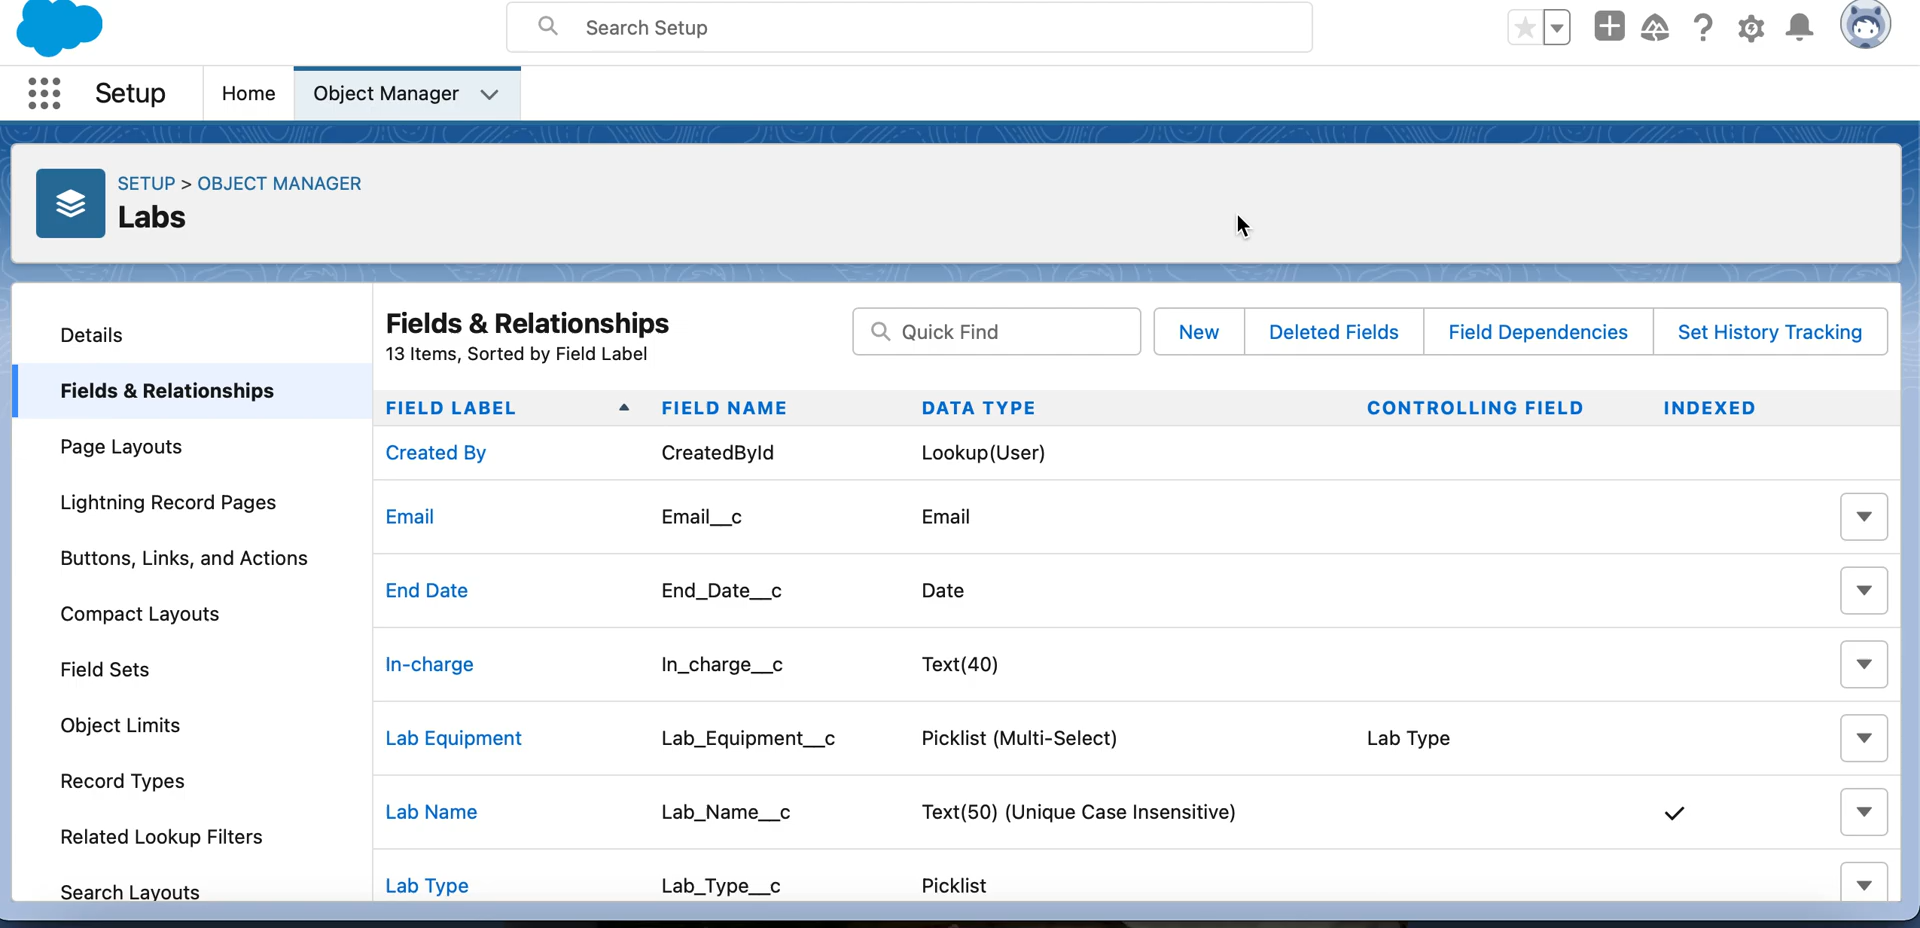 Search Setup
Setup
Home
Object Manager
SETUP > OBJECT MANAGER
Labs
Details
Fields & Relationships
Page Layouts
Lightning Record Pages
Buttons, Links, and Actions
Compact Layouts
Field Sets
Object Limits
Record Types
Related Lookup Filters
Search Layouts
Fields & Relationships
13 Items, Sorted by Field Label
Quick Find
New
Deleted Fields
Field Dependencies
Set History Tracking
FIELD LABEL FIELD NAME DATA TYPE CONTROLLING FIELD INDEXED
Created By CreatedById Lookup(User)
Email Email__c Email
End Date End_Date__c Date
In-charge In_charge__c Text(40)
Lab Equipment Lab_Equipment__c Picklist (Multi-Select) Lab Type
Lab Name Lab_Name__c Text(50) (Unique Case Insensitive)
Lab Type Lab_Type__c Picklist